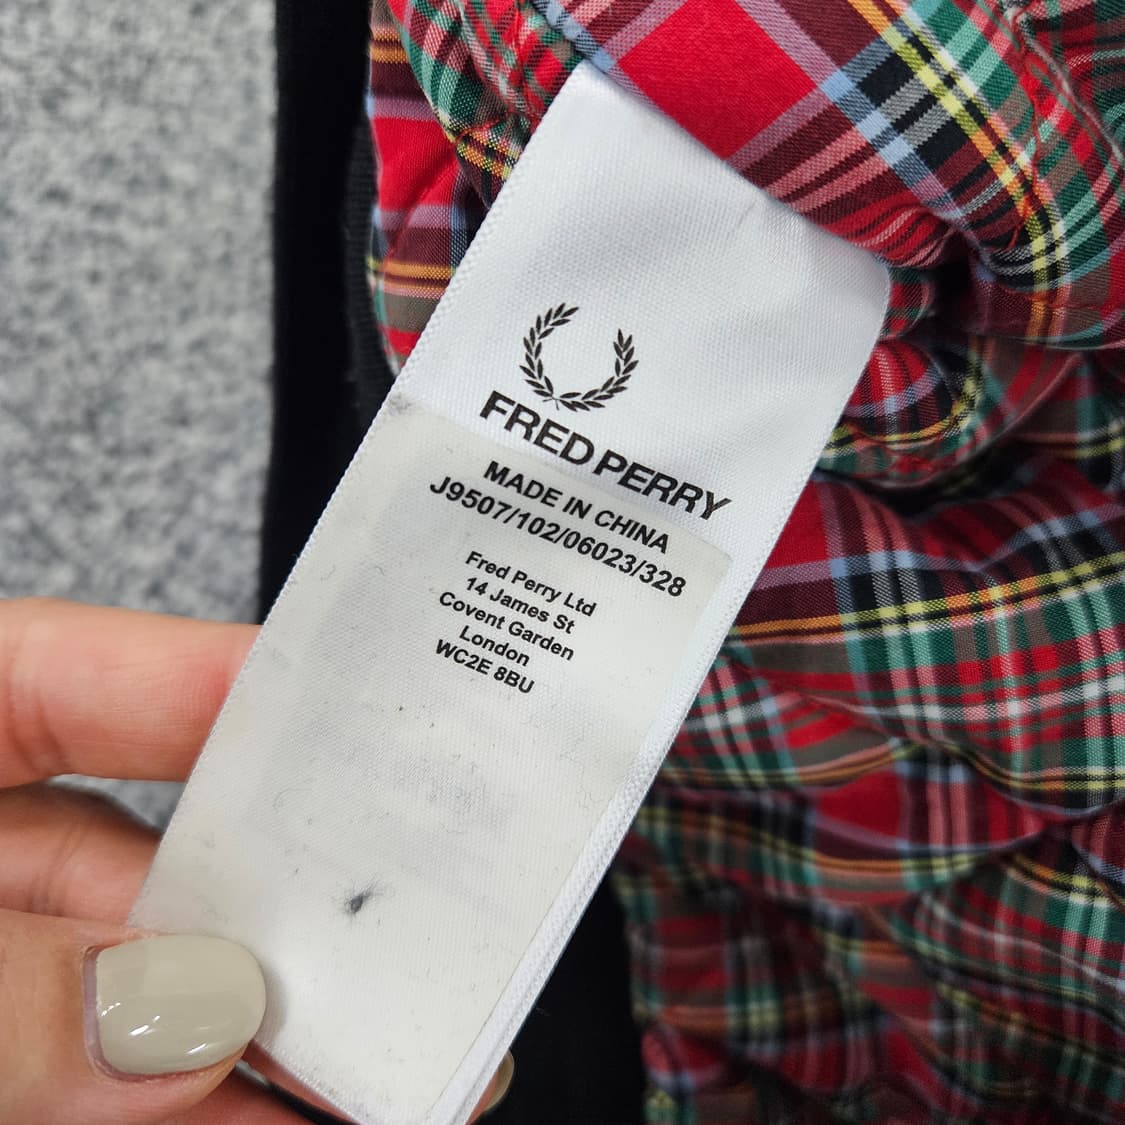 FRED PERRY
MADE IN CHINA
J9507/102/06023/328
Fred Perry Ltd
14 James St
Covent Garden
London
WC2E 8BU